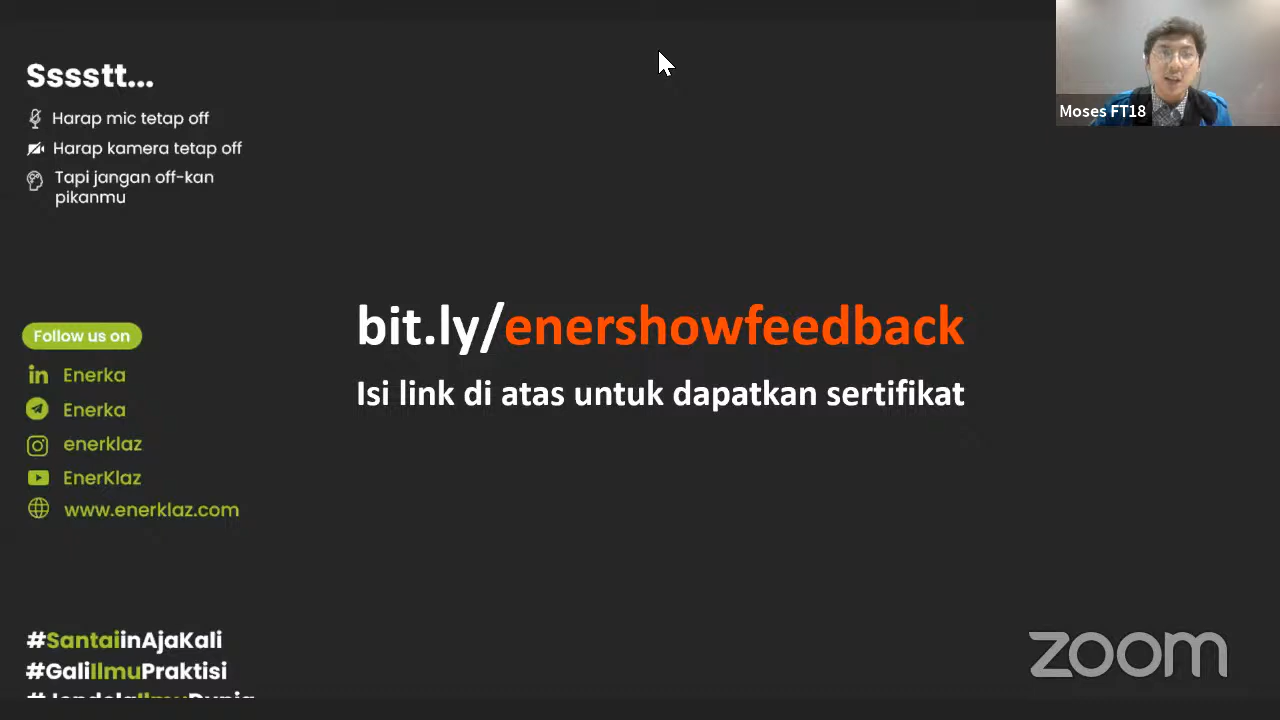 Sssstt...
Harap mic tetap off
Harap kamera tetap off
Tapi jangan off-kan
pikanmu
Moses FT18
bit.ly/enershowfeedback
Isi link di atas untuk dapatkan sertifikat
Follow us on
Enerka
Enerka
enerklaz
EnerKlaz
www.enerklaz.com
#SantaiinAjaKali
#GaliIlmuPraktisi
#JendelaIlmuDunia
zoom